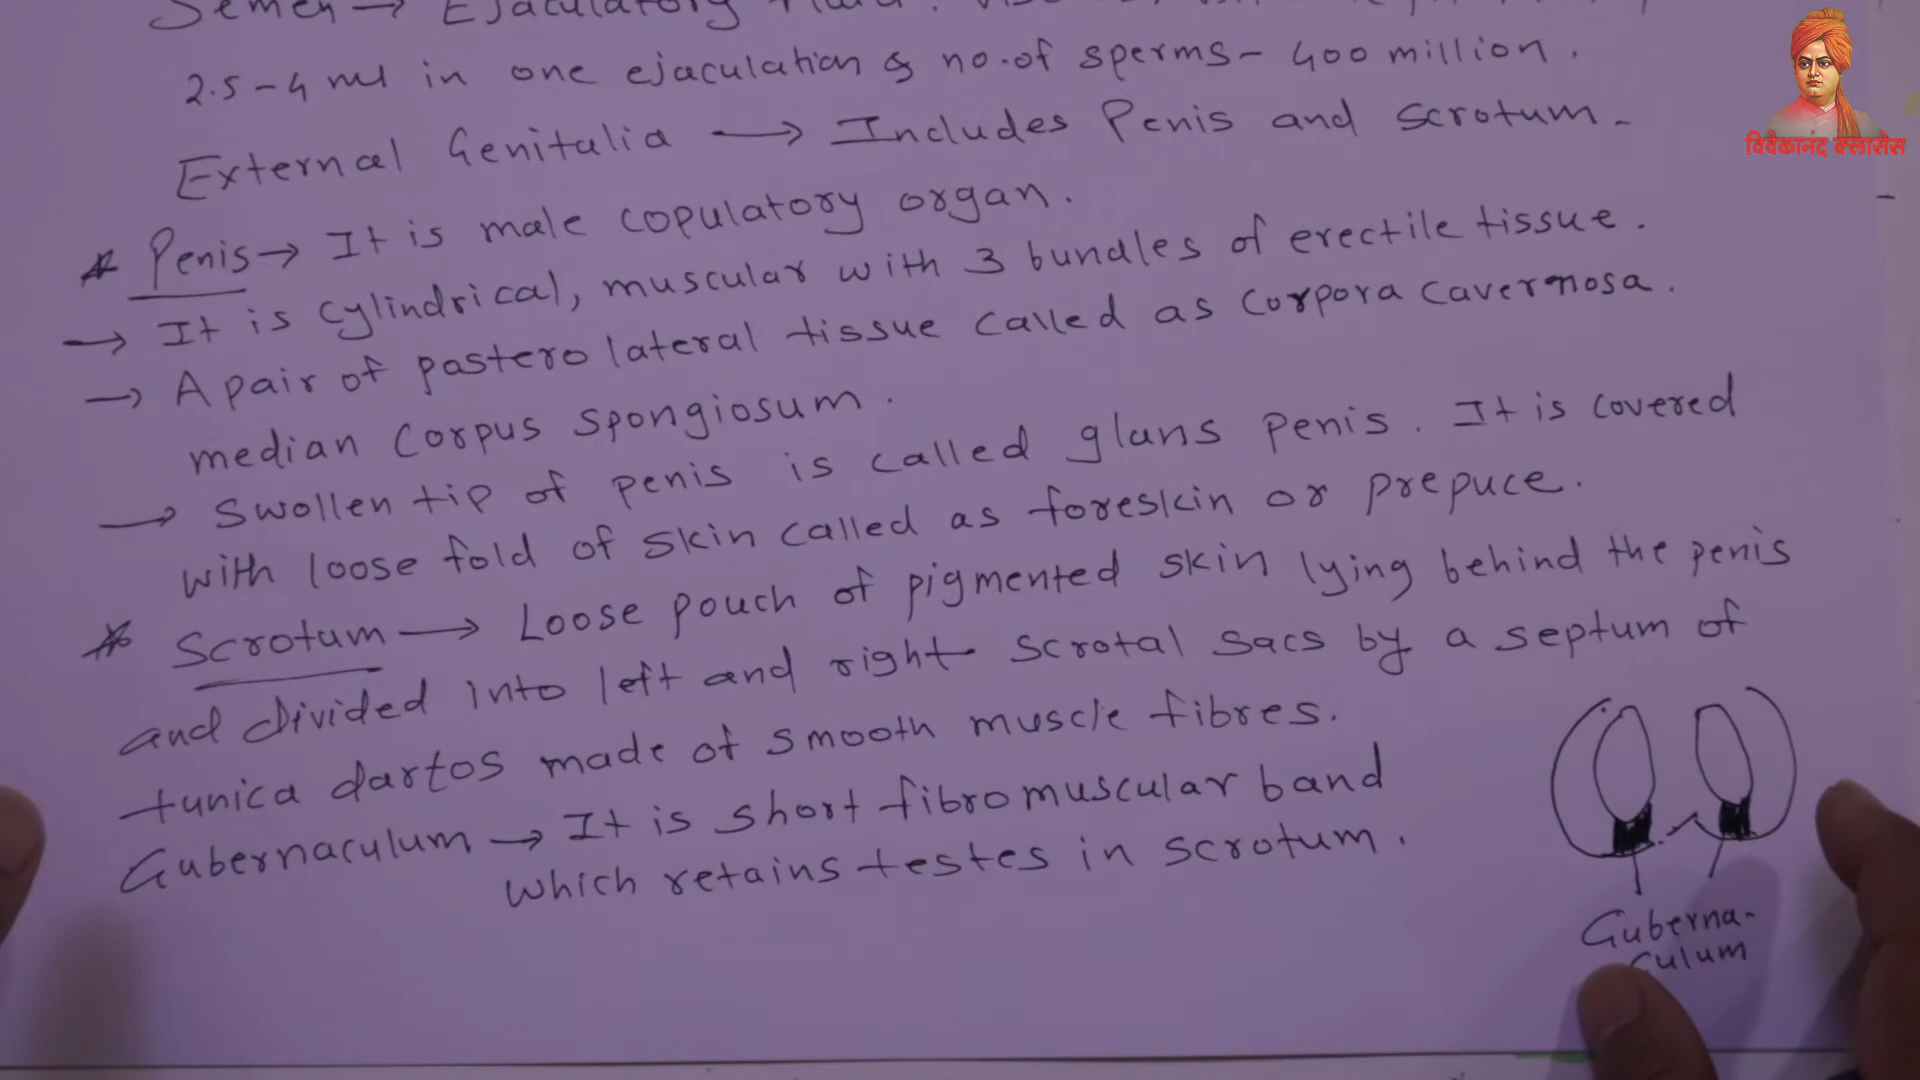 Semen → Ejaculatory fluid.
2.5-4 ml in one ejaculation & no. of sperms - 400 million.
External Genitalia → Includes Penis and scrotum.
* Penis → It is male copulatory organ.
→ It is cylindrical, muscular with 3 bundles of erectile tissue.
→ A pair of postero lateral tissue called as corpora cavernosa.
median corpus spongiosum.
→ Swollen tip of penis is called glans penis. It is covered
with loose fold of skin called as foreskin or prepuce.
* Scrotum → Loose pouch of pigmented skin lying behind the penis
and divided into left and right scrotal sacs by a septum of
tunica dartos made of smooth muscle fibres.
Gubernaculum → It is short fibromuscular band
which retains testes in scrotum.
Guberna-
culum
विवेकानंद क्लासेस